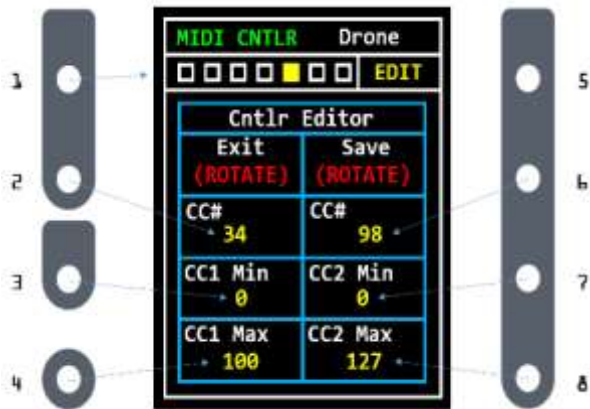 MIDI CNTLR Drone
EDIT
Cntlr Editor
Exit Save
(ROTATE) (ROTATE)
CC# CC#
34 98
CC1 Min CC2 Min
0 0
CC1 Max CC2 Max
100 127
1
2
3
4
5
6
7
8